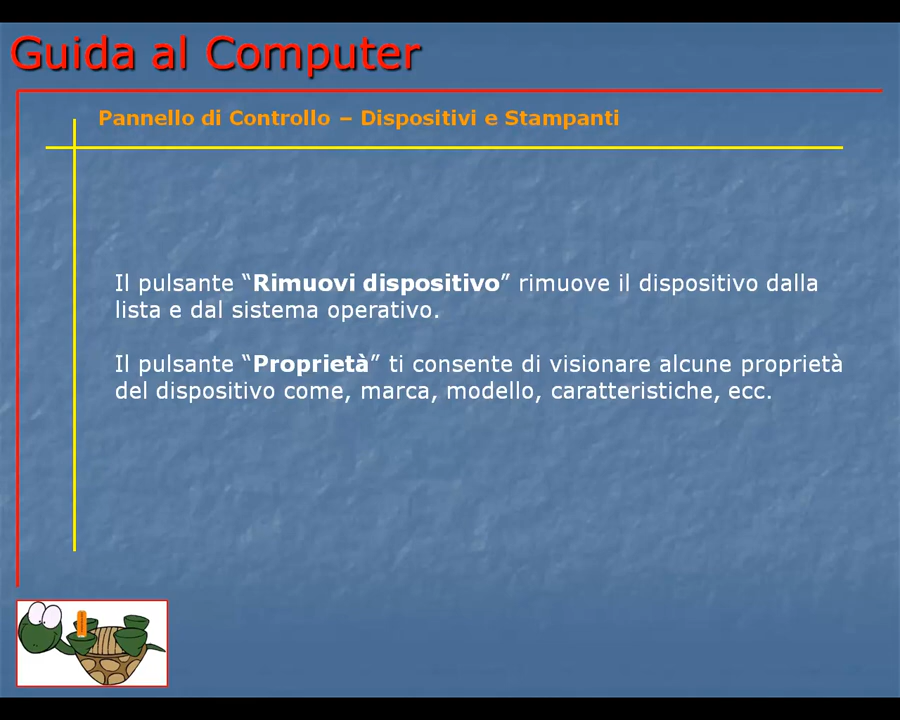 Guida al Computer
Pannello di Controllo – Dispositivi e Stampanti
Il pulsante “Rimuovi dispositivo” rimuove il dispositivo dalla
lista e dal sistema operativo.
Il pulsante “Proprietà” ti consente di visionare alcune proprietà
del dispositivo come, marca, modello, caratteristiche, ecc.